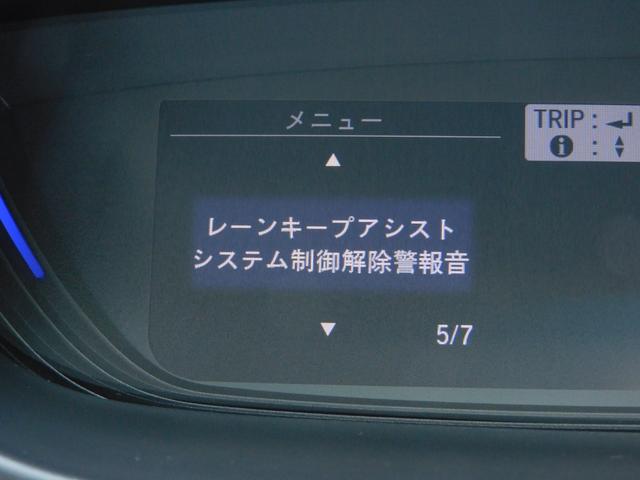 メニュー
TRIP : ↲
i : ▲▼
▲
レーンキープアシスト
システム制御解除警報音
▼
5/7